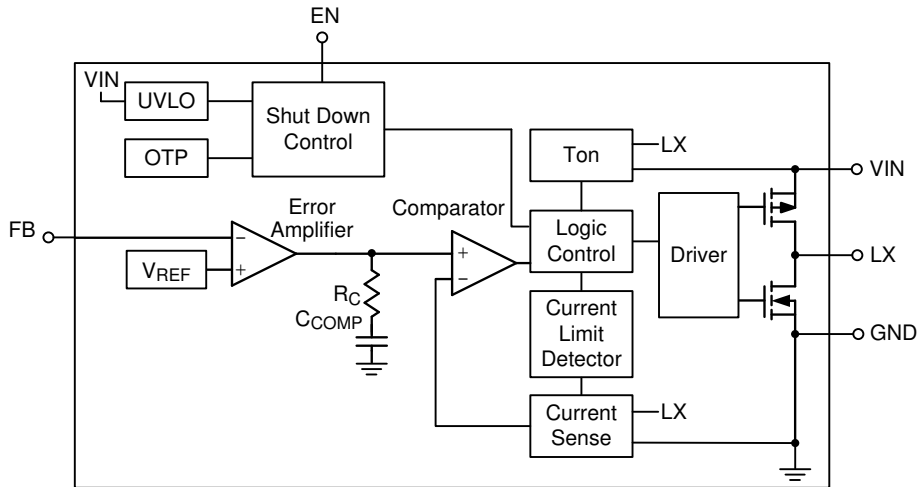 EN
VIN
UVLO
Shut Down
Control
OTP
Ton
LX
VIN
FB
Error
Amplifier
Comparator
Logic
Control
Driver
LX
VREF
−
+
+
−
RC
CCOMP
Current
Limit
Detector
GND
Current
Sense
LX